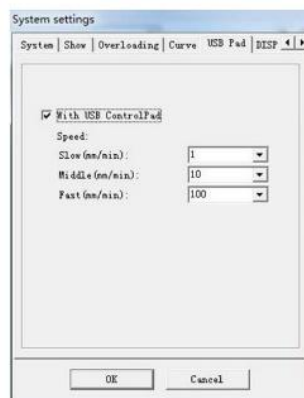 System settings
System Show Overloading Curve USB Pad DISP
With USB ControlPad
Speed:
Slow(mm/min): 1
Middle(mm/min): 10
Fast(mm/min): 100
OK Cancel